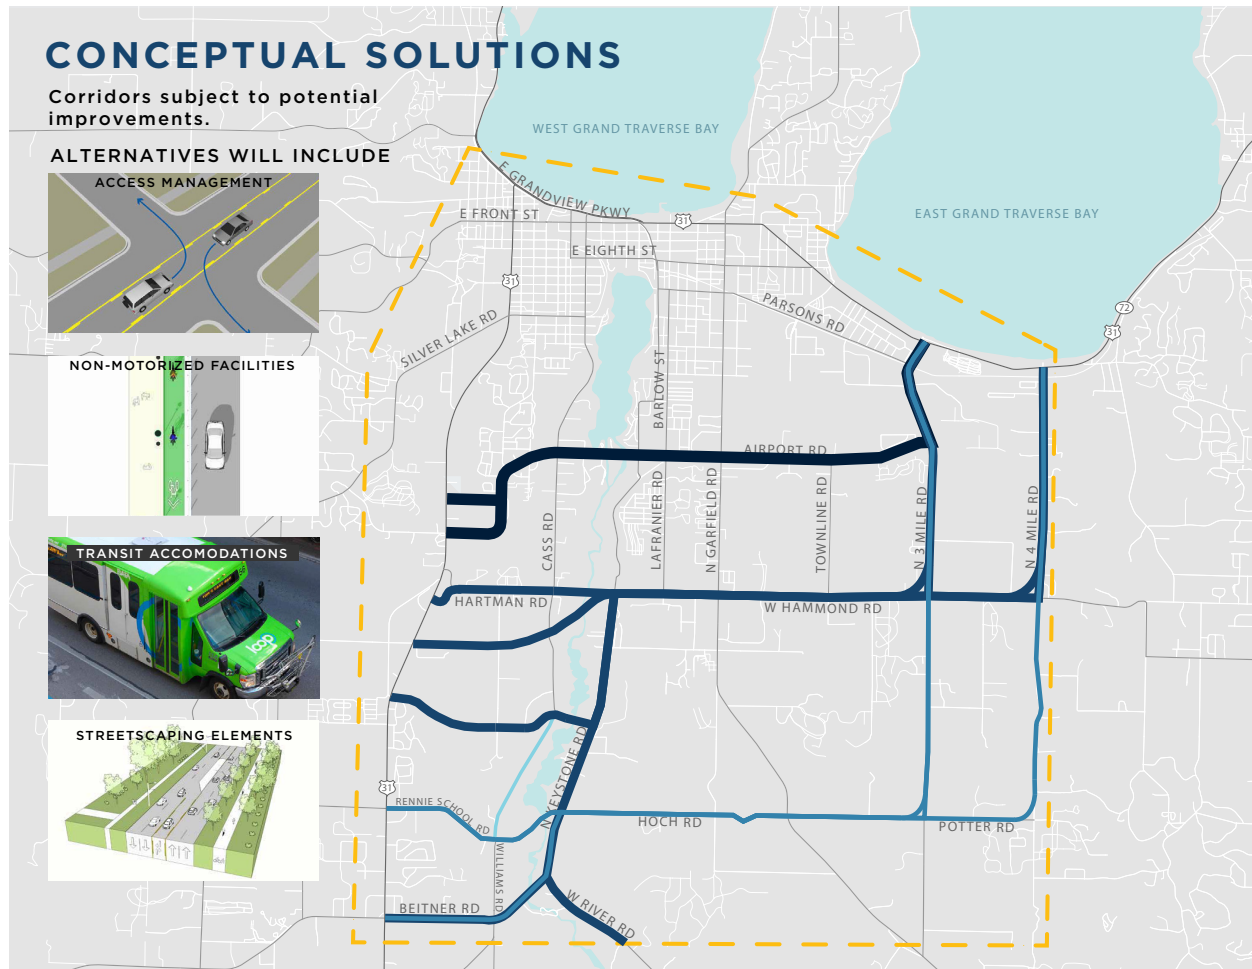 CONCEPTUAL SOLUTIONS
Corridors subject to potential
improvements.
ALTERNATIVES WILL INCLUDE
ACCESS MANAGEMENT
NON-MOTORIZED FACILITIES
TRANSIT ACCOMODATIONS
loop
STREETSCAPING ELEMENTS
WEST GRAND TRAVERSE BAY
EAST GRAND TRAVERSE BAY
E GRANDVIEW PKWY
E FRONT ST
31
E EIGHTH ST
31
72
31
PARSONS RD
SILVER LAKE RD
BARLOW ST
AIRPORT RD
CASS RD
LAFRANIER RD
N GARFIELD RD
TOWNLINE RD
N 3 MILE RD
N 4 MILE RD
HARTMAN RD
W HAMMOND RD
N KEYSTONE RD
31
RENNIE SCHOOL RD
HOCH RD
POTTER RD
WILLIAMS RD
BEITNER RD
W RIVER RD